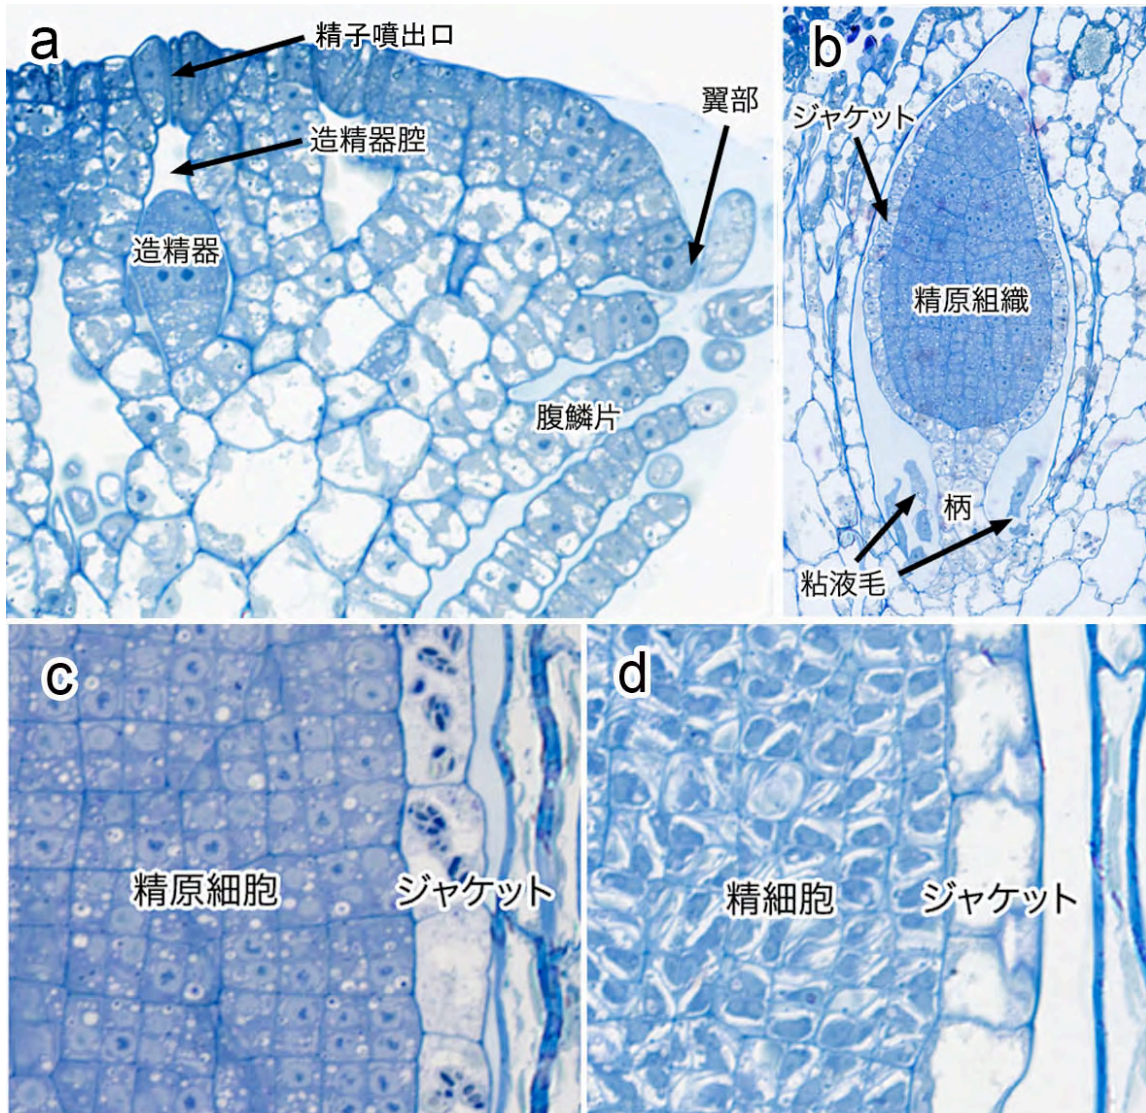 a
精子噴出口
翼部
造精器腔
造精器
腹鱗片
b
ジャケット
精原組織
柄
粘液毛
c
精原細胞
ジャケット
d
精細胞
ジャケット